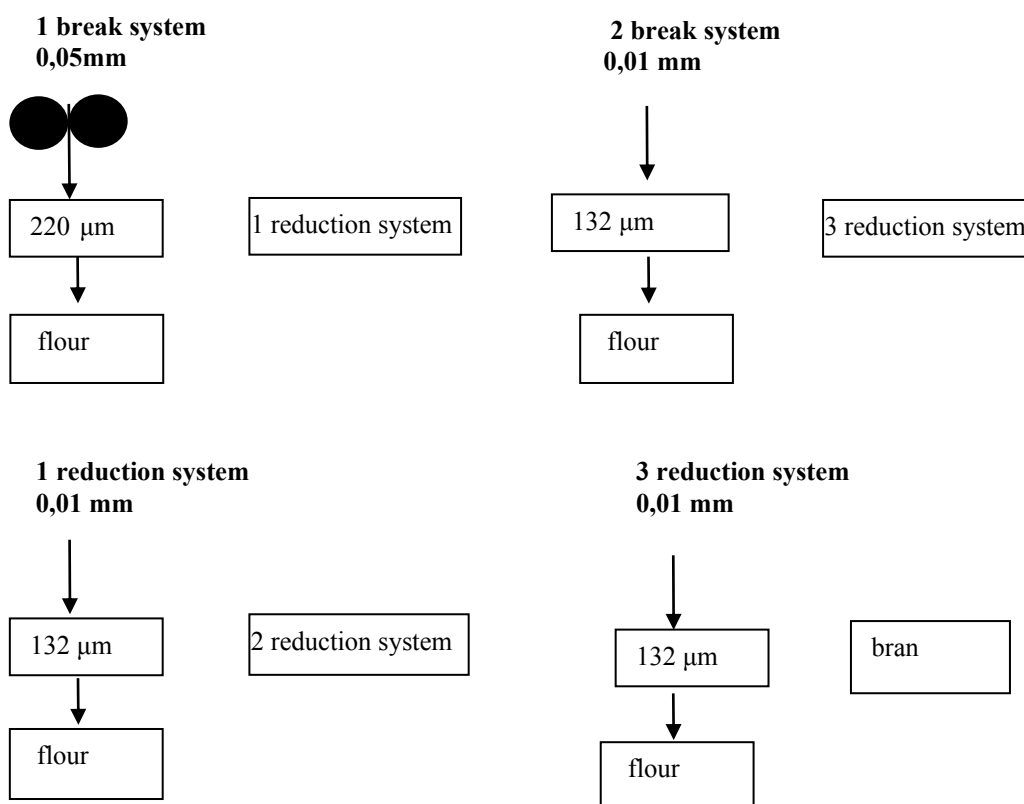 1 break system
0,05mm
220 μm
1 reduction system
flour
2 break system
0,01 mm
132 μm
3 reduction system
flour
1 reduction system
0,01 mm
132 μm
2 reduction system
flour
3 reduction system
0,01 mm
132 μm
bran
flour